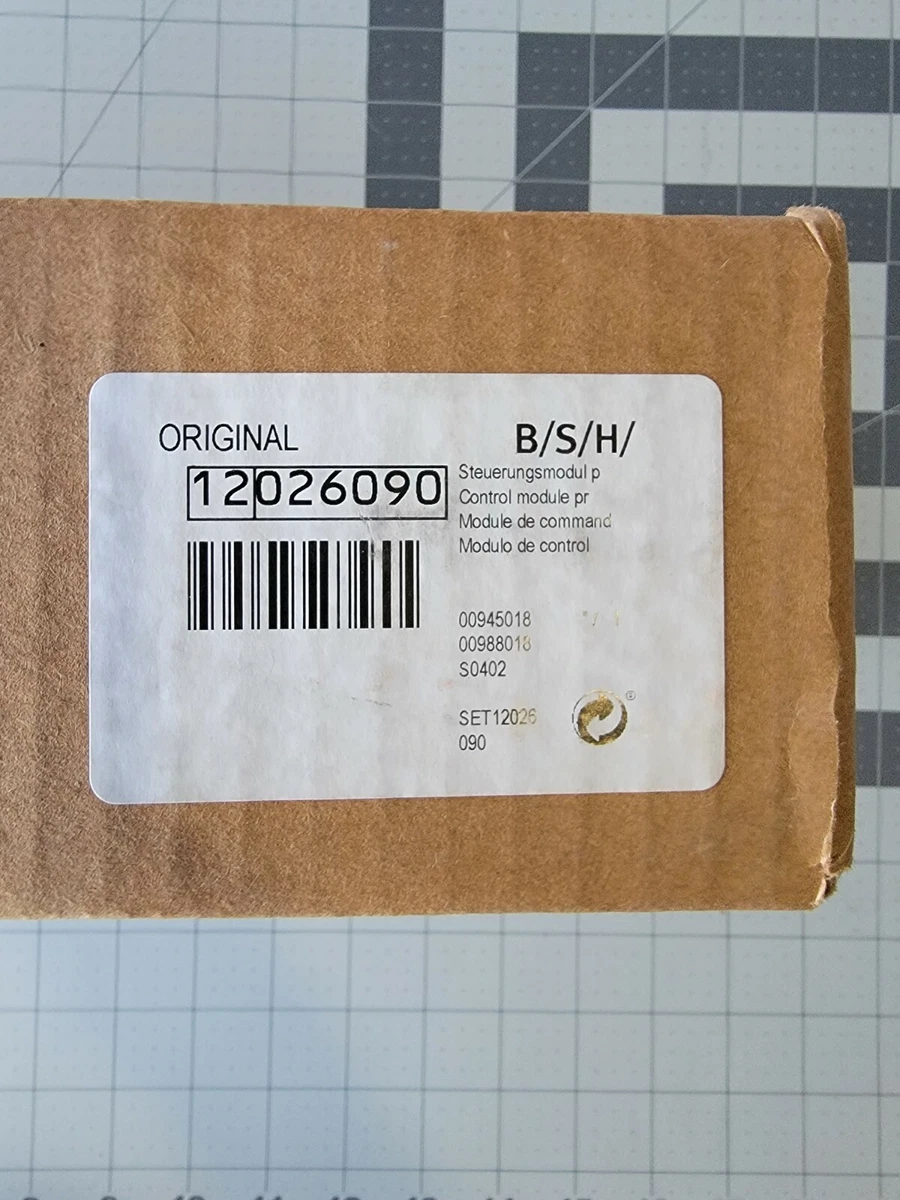 ORIGINAL
B/S/H/
12026090
Steuerungsmodul p
Control module pr
Module de command
Modulo de control
00945018
00988018
S0402
SET12026
090